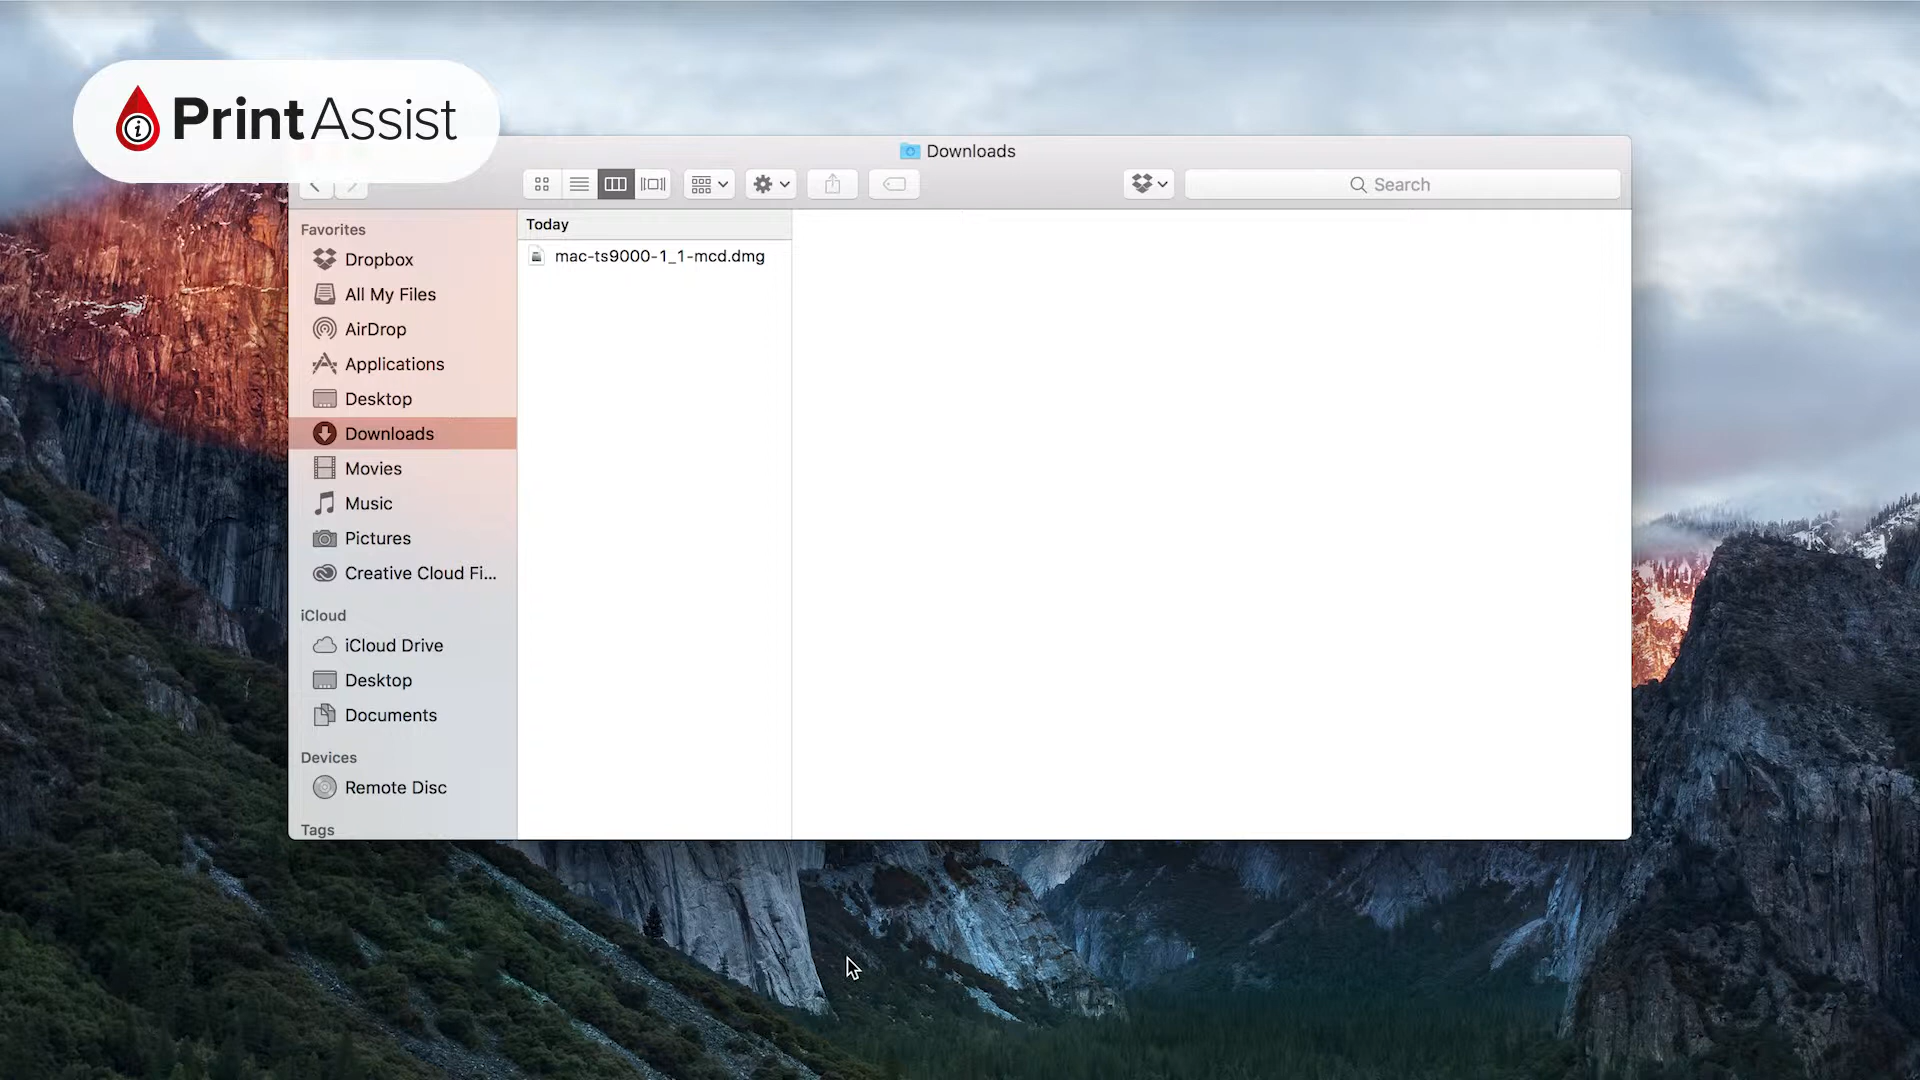 PrintAssist
Downloads
Search
Favorites
Dropbox
All My Files
AirDrop
Applications
Desktop
Downloads
Movies
Music
Pictures
Creative Cloud Fi...
iCloud
iCloud Drive
Desktop
Documents
Devices
Remote Disc
Tags
Today
mac-ts9000-1_1-mcd.dmg